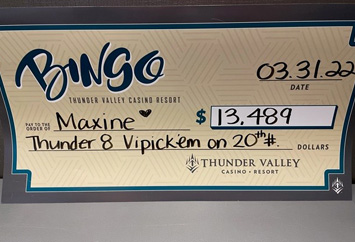 BINGO
THUNDER VALLEY CASINO RESORT
03.31.22
DATE
PAY TO THE ORDER OF Maxine $ 13,489
Thunder 8 Vipick'em on 20th#. DOLLARS
THUNDER VALLEY
CASINO • RESORT